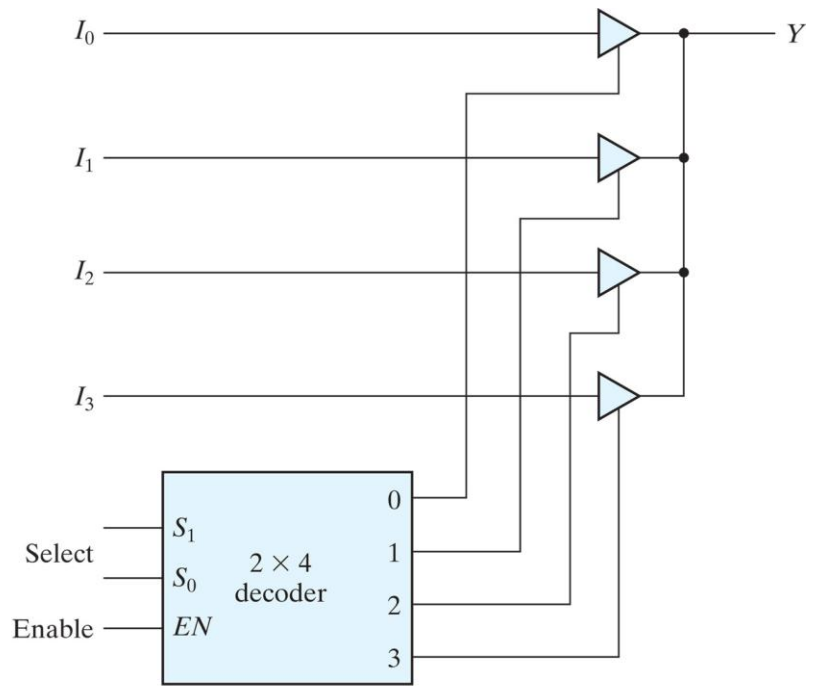 I₀
Y
I₁
I₂
I₃
0
S₁
Select
1
2 × 4
decoder
S₀
2
Enable
EN
3